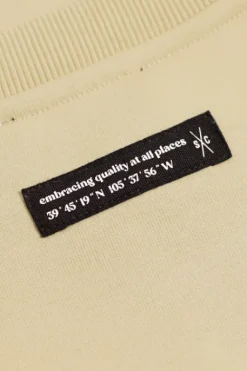 embracing quality at all places
39°45'19"N 105°37'56"W
S C